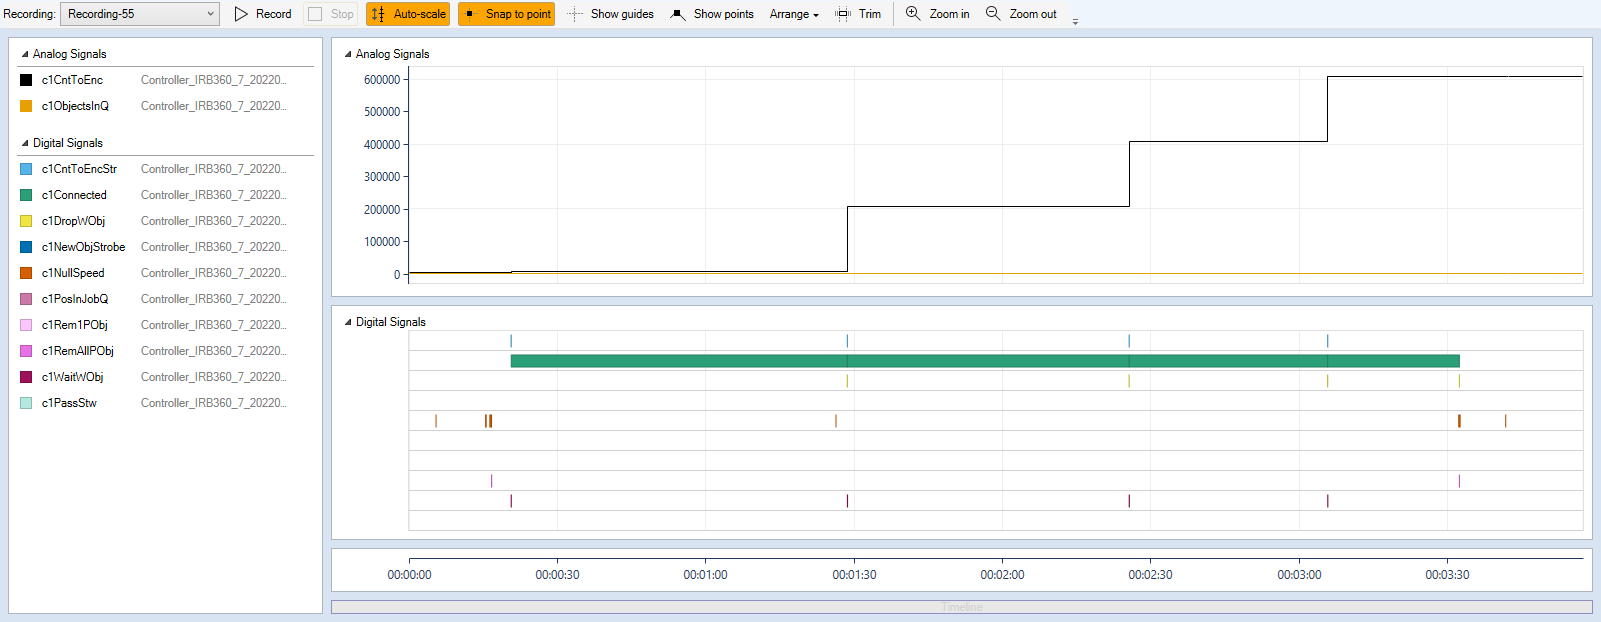 Recording: Recording-55 Record Stop Auto-scale Snap to point Show guides Show points Arrange Trim Zoom in Zoom out
Analog Signals
c1CntToEnc Controller_IRB360_7_20220...
c1ObjectsInQ Controller_IRB360_7_20220...
Digital Signals
c1CntToEncStr Controller_IRB360_7_20220...
c1Connected Controller_IRB360_7_20220...
c1DropWObj Controller_IRB360_7_20220...
c1NewObjStrobe Controller_IRB360_7_20220...
c1NullSpeed Controller_IRB360_7_20220...
c1PosInJobQ Controller_IRB360_7_20220...
c1Rem1PObj Controller_IRB360_7_20220...
c1RemAllPObj Controller_IRB360_7_20220...
c1WaitWObj Controller_IRB360_7_20220...
c1PassStw Controller_IRB360_7_20220...
Analog Signals
600000
500000
400000
300000
200000
100000
0
Digital Signals
00:00:00 00:00:30 00:01:00 00:01:30 00:02:00 00:02:30 00:03:00 00:03:30
Timeline